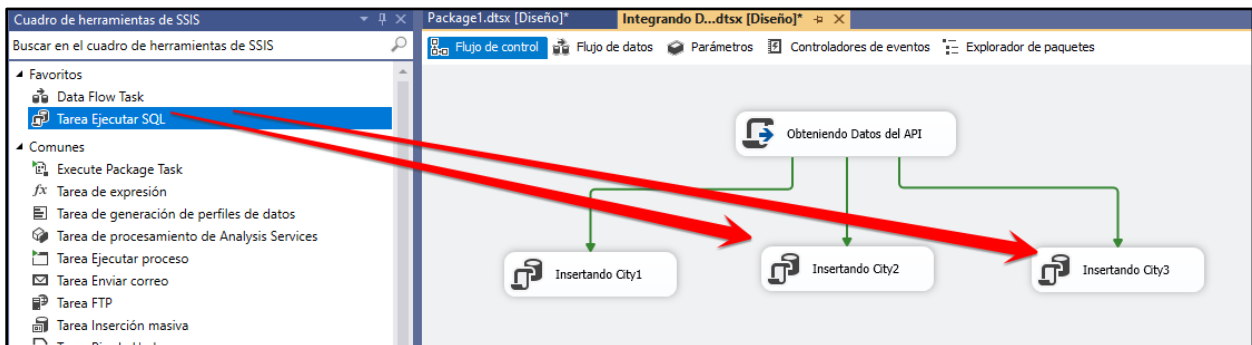 Cuadro de herramientas de SSIS
Buscar en el cuadro de herramientas de SSIS
Favoritos
Data Flow Task
Tarea Ejecutar SQL
Comunes
Execute Package Task
Tarea de expresión
Tarea de generación de perfiles de datos
Tarea de procesamiento de Analysis Services
Tarea Ejecutar proceso
Tarea Enviar correo
Tarea FTP
Tarea Inserción masiva
Package1.dtsx [Diseño]*
Integrando D...dtsx [Diseño]*
Flujo de control
Flujo de datos
Parámetros
Controladores de eventos
Explorador de paquetes
Obteniendo Datos del API
Insertando City1
Insertando City2
Insertando City3